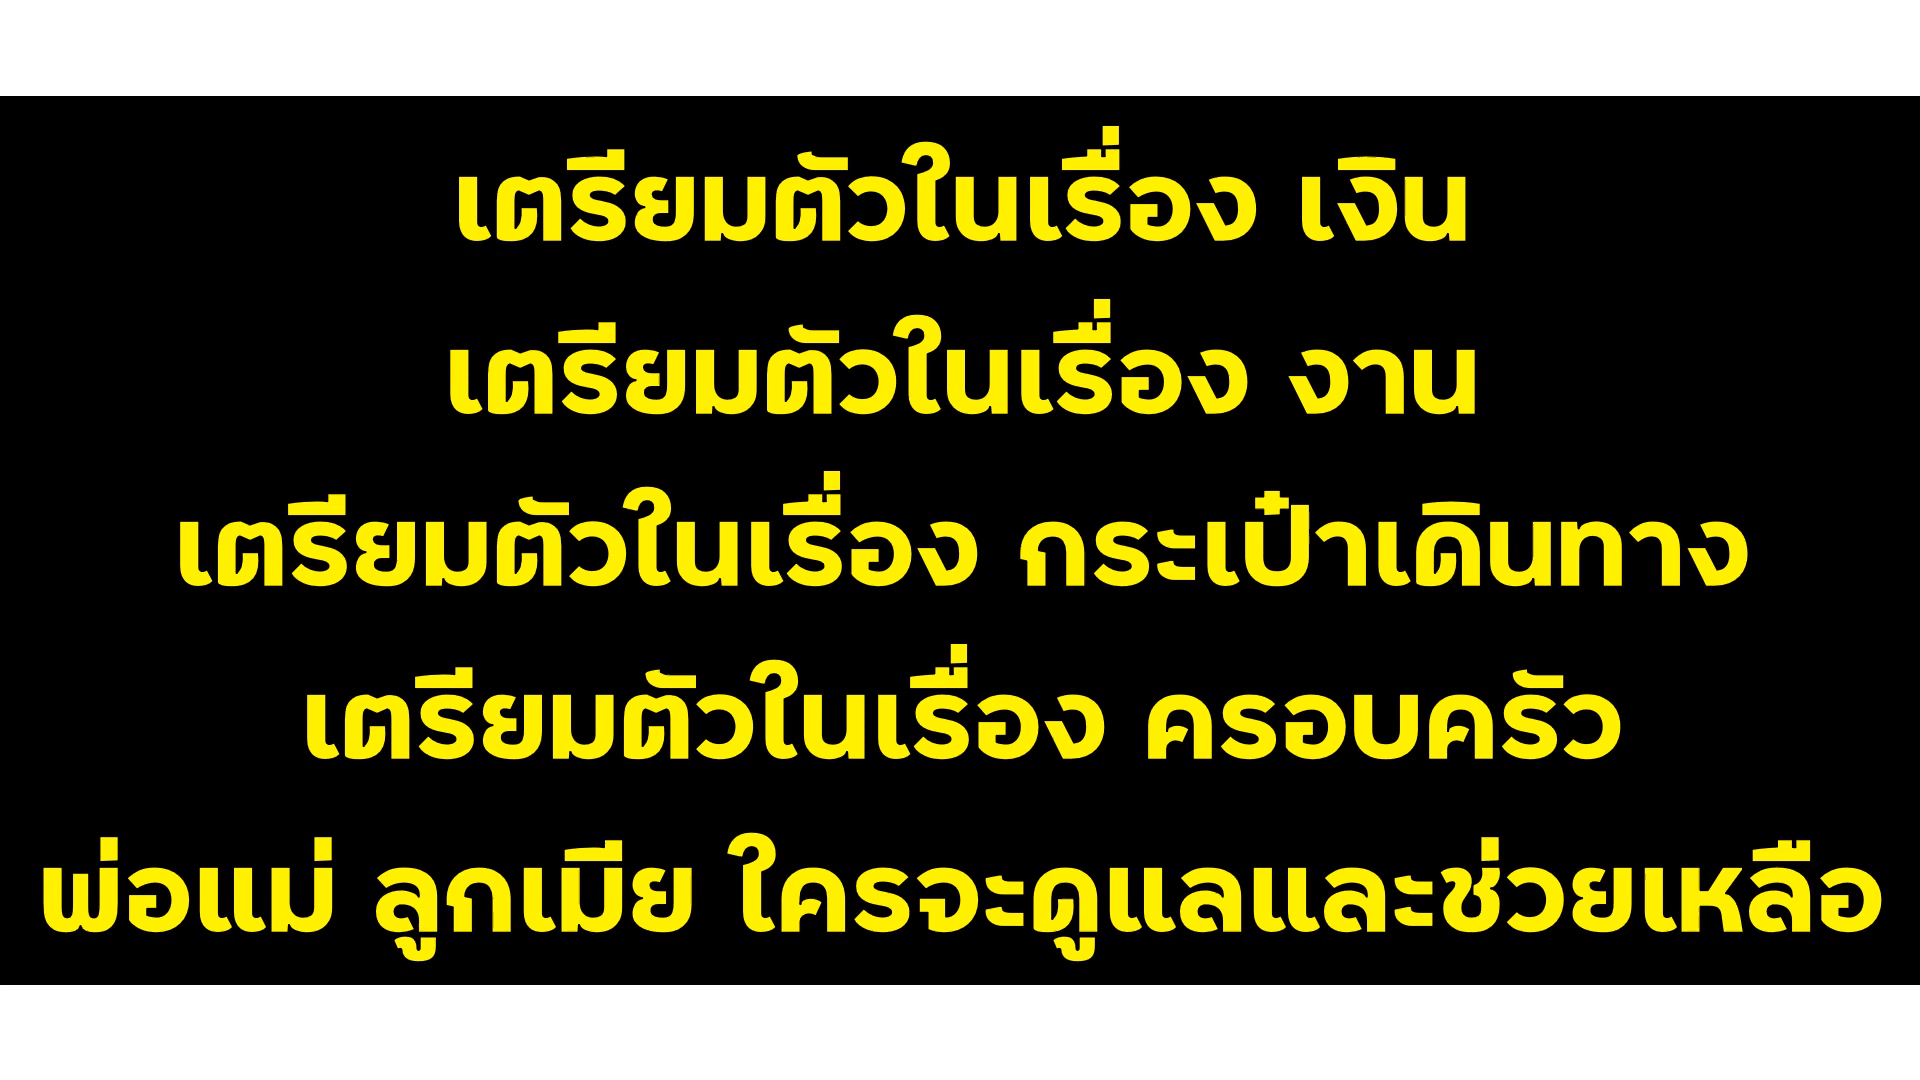 เตรียมตัวในเรื่อง เงิน
เตรียมตัวในเรื่อง งาน
เตรียมตัวในเรื่อง กระเป๋าเดินทาง
เตรียมตัวในเรื่อง ครอบครัว
พ่อแม่ ลูกเมีย ใครจะดูแลและช่วยเหลือ